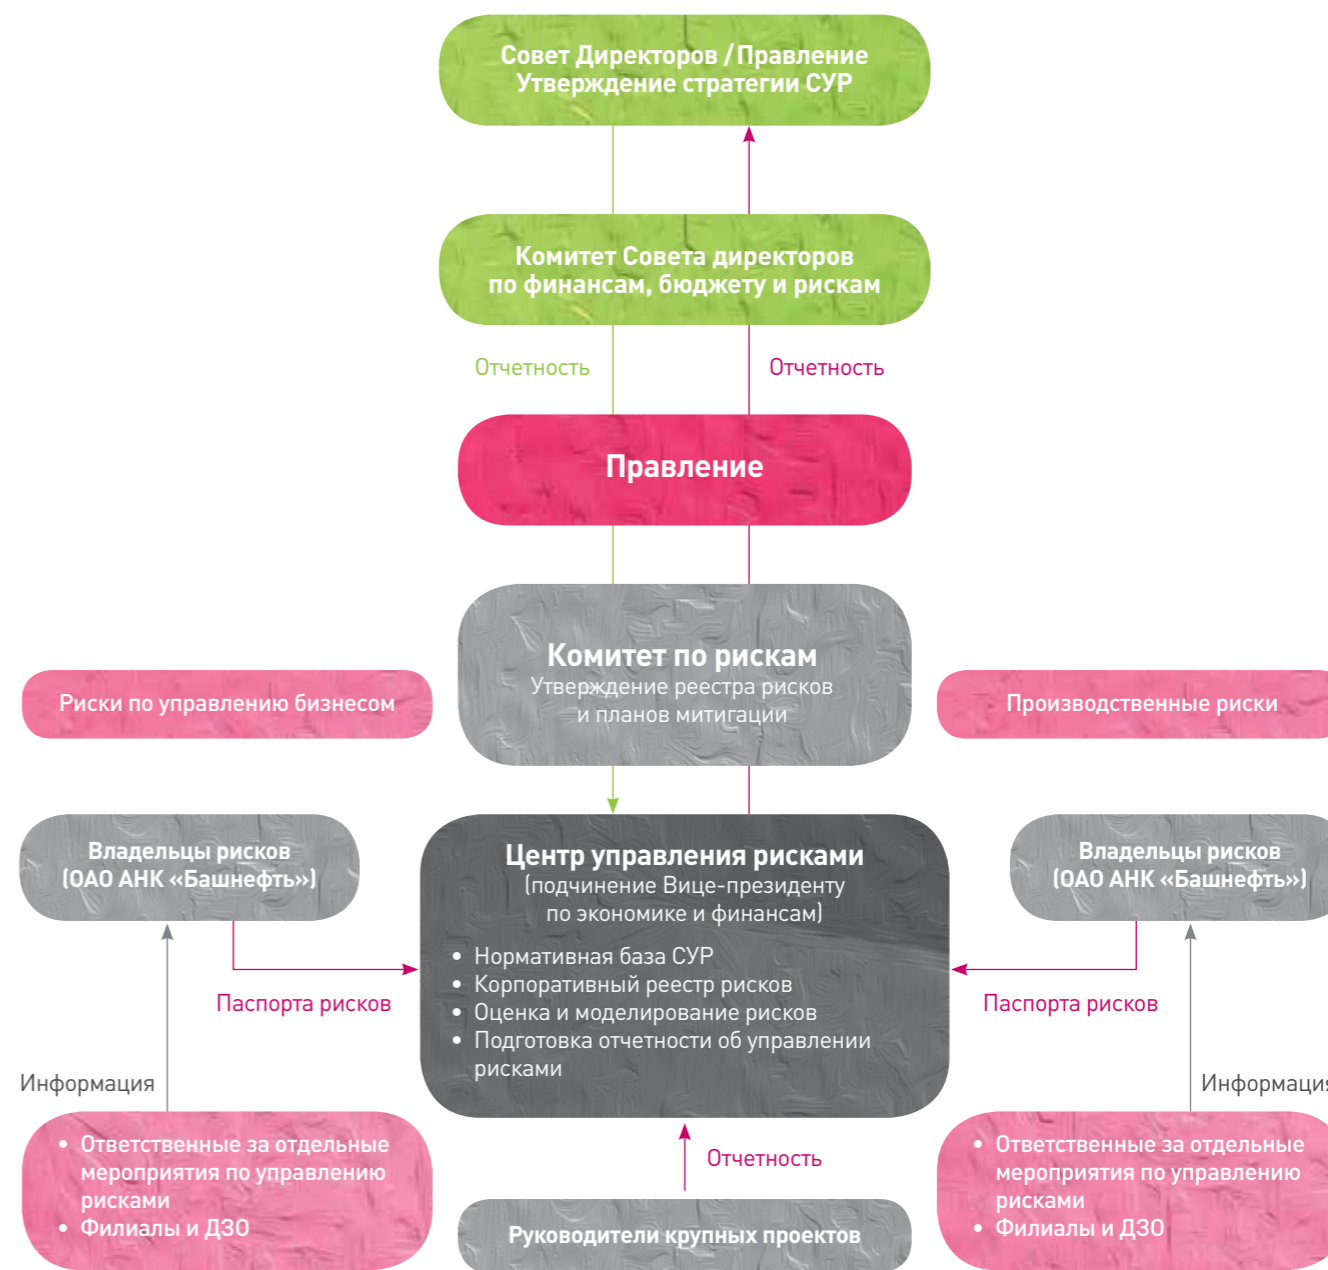 Совет Директоров / Правление
Утверждение стратегии СУР
Комитет Совета директоров
по финансам, бюджету и рискам
Отчетность
Отчетность
Правление
Комитет по рискам
Утверждение реестра рисков
и планов митигации
Риски по управлению бизнесом
Производственные риски
Владельцы рисков
(ОАО АНК «Башнефть»)
Центр управления рисками
(подчинение Вице-президенту
по экономике и финансам)
• Нормативная база СУР
• Корпоративный реестр рисков
• Оценка и моделирование рисков
• Подготовка отчетности об управлении
рисками
Владельцы рисков
(ОАО АНК «Башнефть»)
Паспорта рисков
Паспорта рисков
Информация
Информация
• Ответственные за отдельные
мероприятия по управлению
рисками
• Филиалы и ДЗО
Отчетность
Руководители крупных проектов
• Ответственные за отдельные
мероприятия по управлению
рисками
• Филиалы и ДЗО